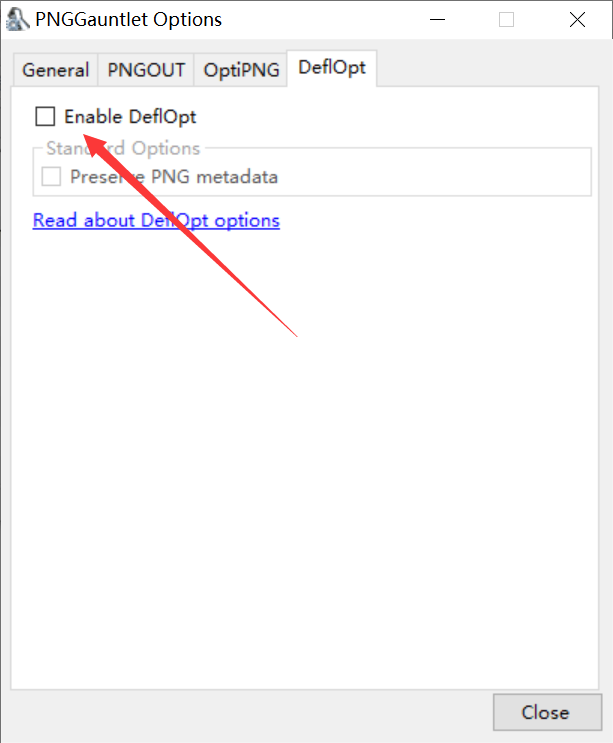 PNGGauntlet Options
General PNGOUT OptiPNG DeflOpt
Enable DeflOpt
Standard Options
Preserve PNG metadata
Read about DeflOpt options
Close